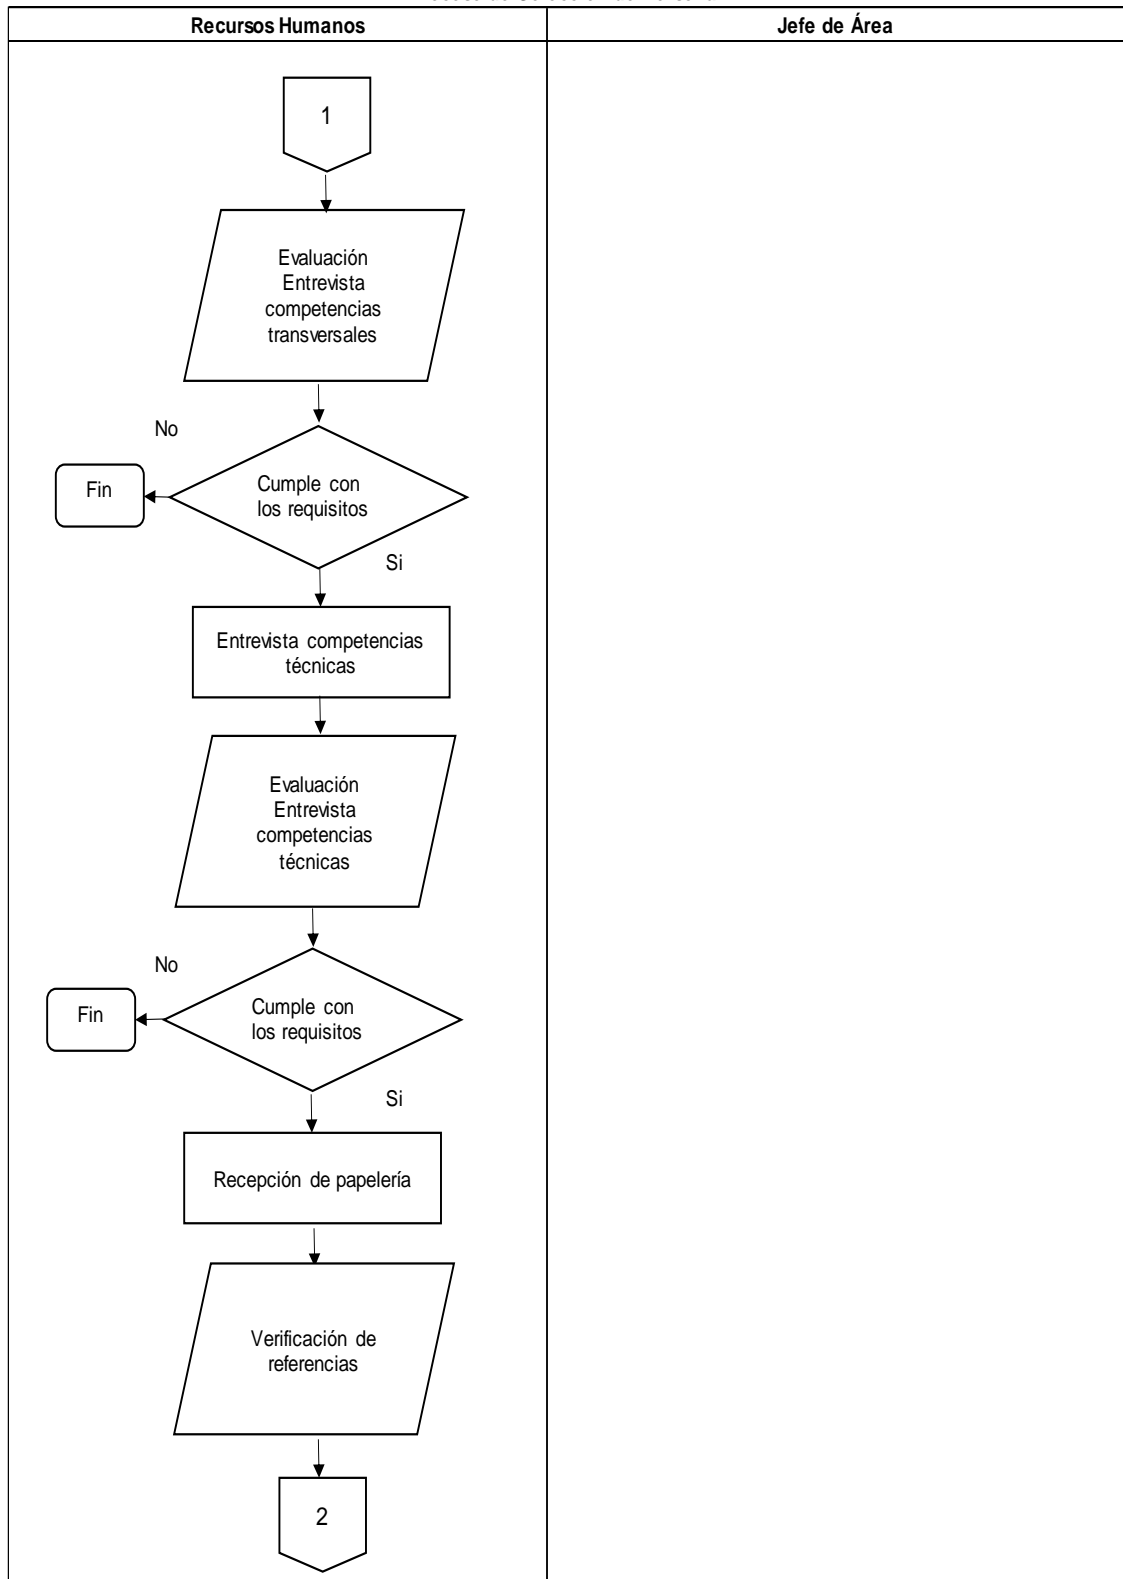 Recursos Humanos
Jefe de Área
1
Evaluación
Entrevista
competencias
transversales
No
Fin
Cumple con
los requisitos
Si
Entrevista competencias
técnicas
Evaluación
Entrevista
competencias
técnicas
No
Fin
Cumple con
los requisitos
Si
Recepción de papelería
Verificación de
referencias
2